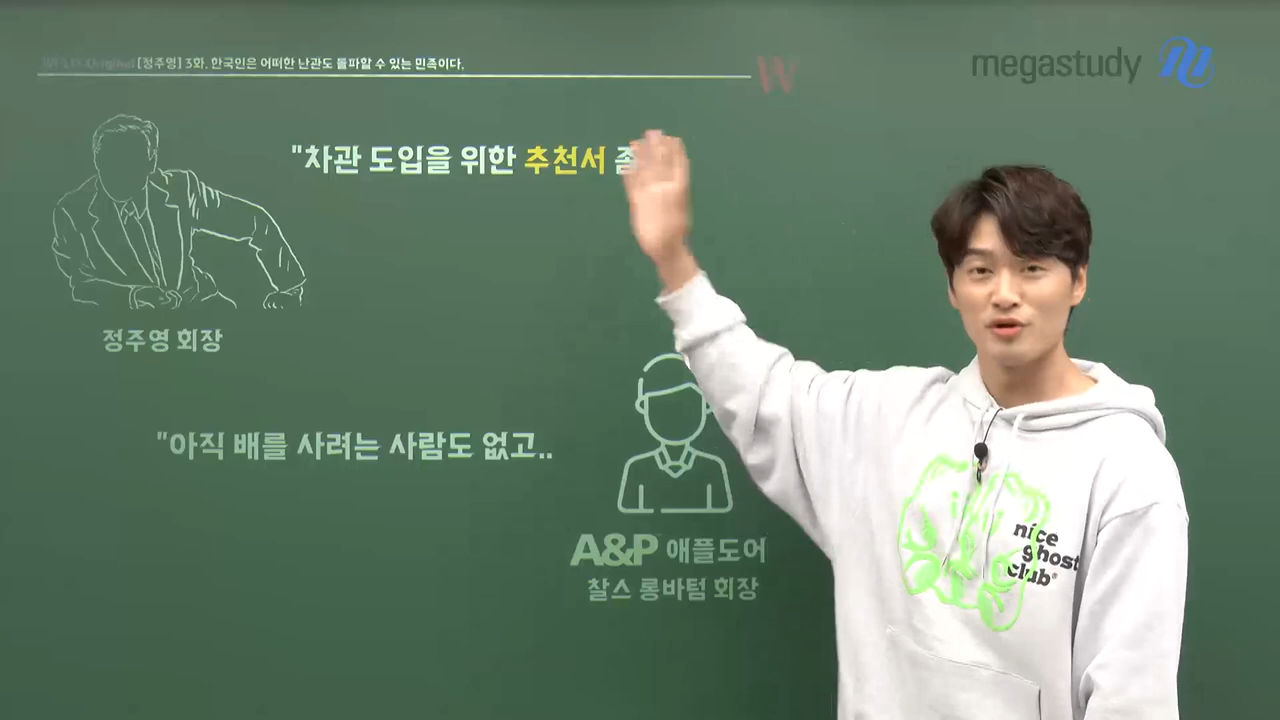 [정주영] 3화. 한국인은 어떠한 난관도 돌파할 수 있는 민족이다.
W
megastudy
"차관 도입을 위한 추천서 좀
정주영 회장
"아직 배를 사려는 사람도 없고..
A&P 애플도어
찰스 롱바텀 회장
nice
ghost
club